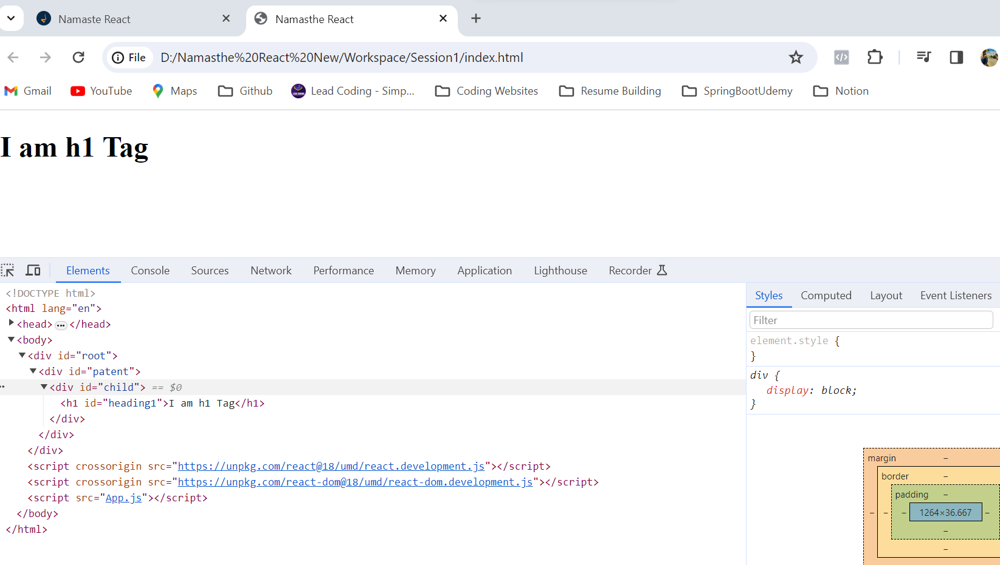 Namaste React
Namasthe React
File D:/Namasthe%20React%20New/Workspace/Session1/index.html
Gmail YouTube Maps Github Lead Coding - Simp... Coding Websites Resume Building SpringBootUdemy Notion
I am h1 Tag
Elements Console Sources Network Performance Memory Application Lighthouse Recorder
<!DOCTYPE html>
<html lang="en">
<head> ••• </head>
<body>
<div id="root">
<div id="patent">
<div id="child"> == $0
<h1 id="heading1">I am h1 Tag</h1>
</div>
</div>
</div>
<script crossorigin src="https://unpkg.com/react@18/umd/react.development.js"></script>
<script crossorigin src="https://unpkg.com/react-dom@18/umd/react-dom.development.js"></script>
<script src="App.js"></script>
</body>
</html>
Styles Computed Layout Event Listeners
Filter
element.style {
}
div {
display: block;
}
margin –
border –
padding –
– – – 1264×36.667 –
–
–